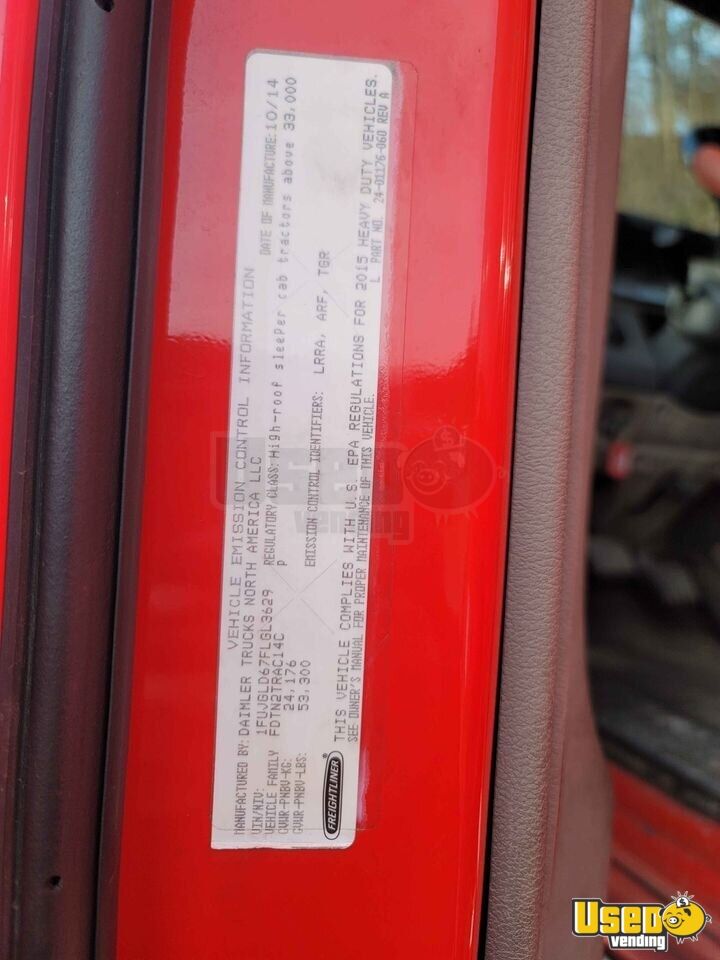 VEHICLE EMISSION CONTROL INFORMATION
MANUFACTURED BY: DAIMLER TRUCKS NORTH AMERICA LLC DATE OF MANUFACTURE: 10/14
VIN/NIV: 1FUJGLD67FLGL3629 REGULATORY CLASS: High-roof sleeper cab tractors above 33,000
VEHICLE FAMILY FDTN2TRAC14C p
GVWR-PNBV-KG: 24,176
GVWR-PNBV-LBS: 53,300 EMISSION CONTROL IDENTIFIERS: LRRA, ARF, TGR
THIS VEHICLE COMPLIES WITH U.S. EPA REGULATIONS FOR 2015 HEAVY DUTY VEHICLES.
SEE OWNER'S MANUAL FOR PROPER MAINTENANCE OF THIS VEHICLE. L PART NO. 24-01176-060 REV A
FREIGHTLINER
Used
vending
Used
vending